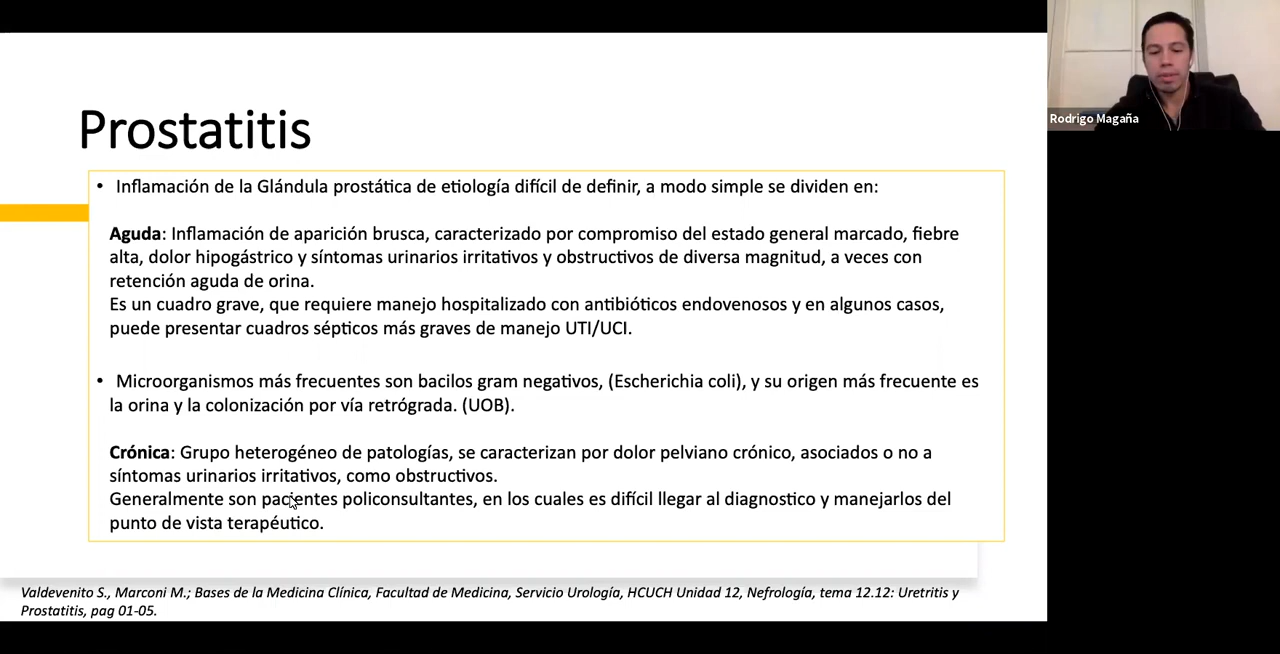 Prostatitis
• Inflamación de la Glándula prostática de etiología difícil de definir, a modo simple se dividen en:
Aguda: Inflamación de aparición brusca, caracterizado por compromiso del estado general marcado, fiebre
alta, dolor hipogástrico y síntomas urinarios irritativos y obstructivos de diversa magnitud, a veces con
retención aguda de orina.
Es un cuadro grave, que requiere manejo hospitalizado con antibióticos endovenosos y en algunos casos,
puede presentar cuadros sépticos más graves de manejo UTI/UCI.
• Microorganismos más frecuentes son bacilos gram negativos, (Escherichia coli), y su origen más frecuente es
la orina y la colonización por vía retrógrada. (UOB).
Crónica: Grupo heterogéneo de patologías, se caracterizan por dolor pelviano crónico, asociados o no a
síntomas urinarios irritativos, como obstructivos.
Generalmente son pacientes policonsultantes, en los cuales es difícil llegar al diagnostico y manejarlos del
punto de vista terapéutico.
Valdevenito S., Marconi M.; Bases de la Medicina Clínica, Facultad de Medicina, Servicio Urología, HCUCH Unidad 12, Nefrología, tema 12.12: Uretritis y
Prostatitis, pag 01-05.
Rodrigo Magaña